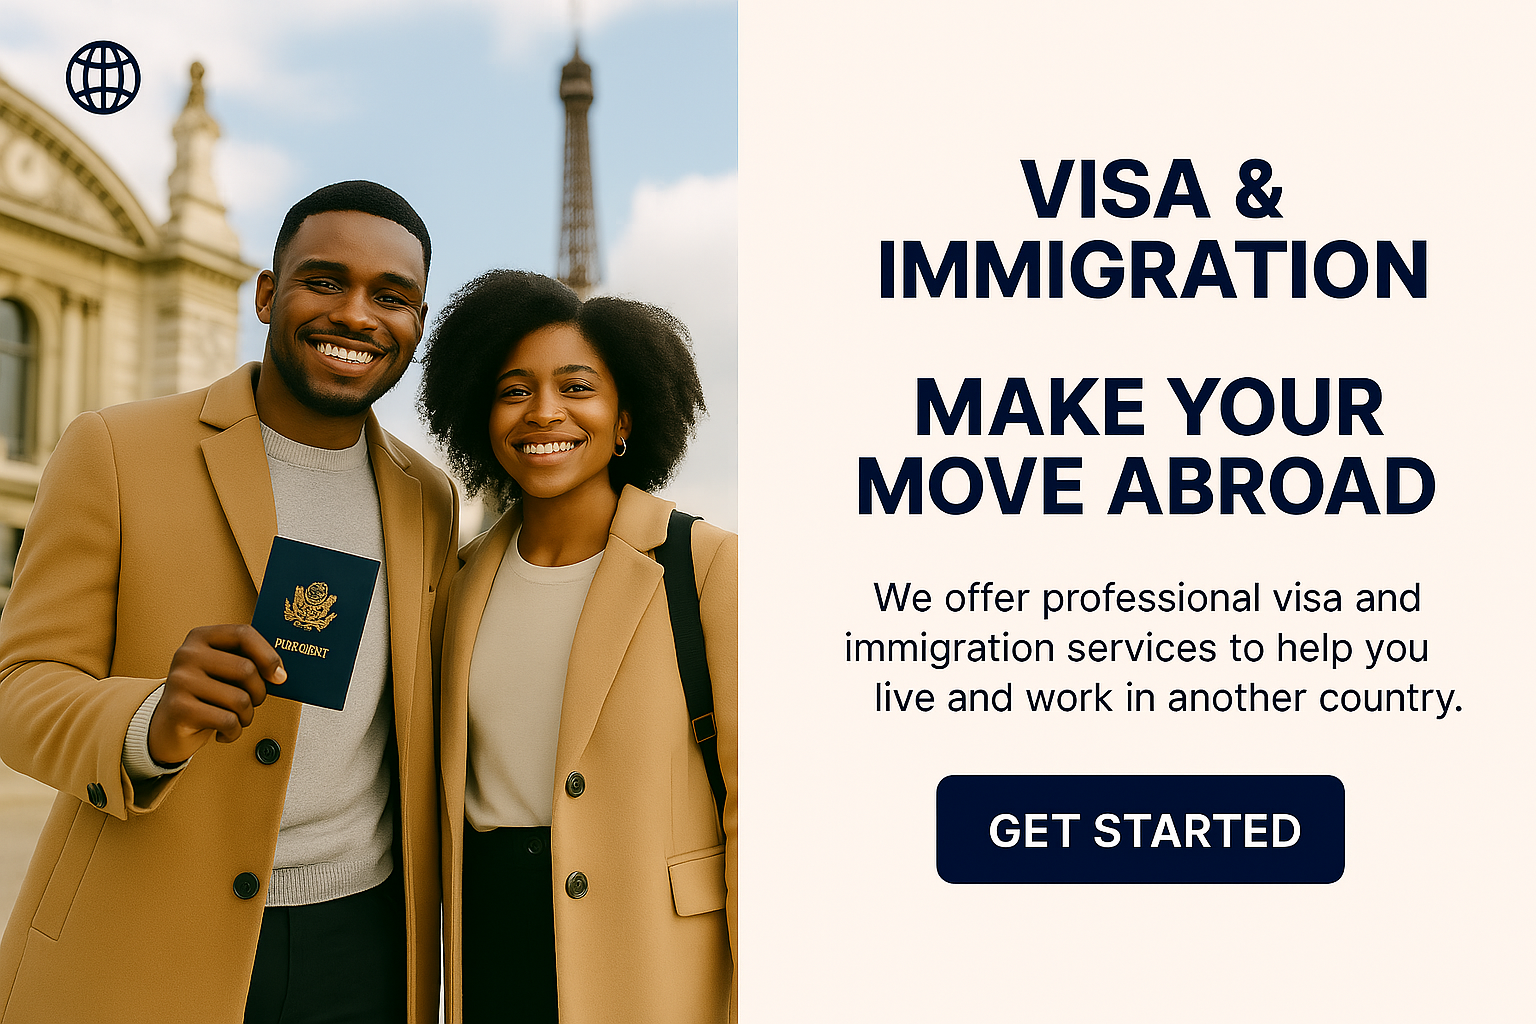 VISA &
IMMIGRATION
MAKE YOUR
MOVE ABROAD
We offer professional visa and
immigration services to help you
live and work in another country.
GET STARTED